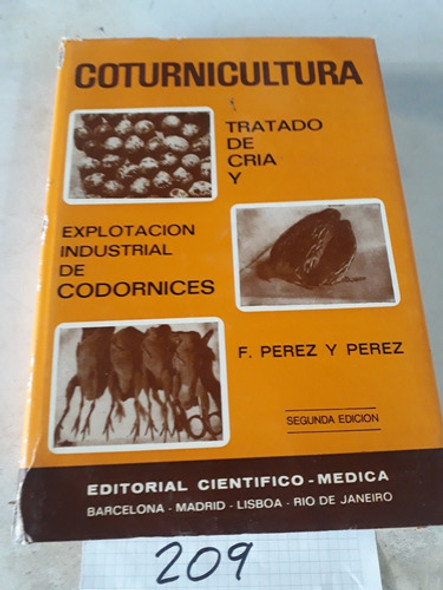 COTURNICULTURA
TRATADO
DE
CRIA
Y
EXPLOTACION
INDUSTRIAL
DE
CODORNICES
F. PEREZ Y PEREZ
SEGUNDA EDICION
EDITORIAL CIENTIFICO-MEDICA
BARCELONA - MADRID - LISBOA - RIO DE JANEIRO
209